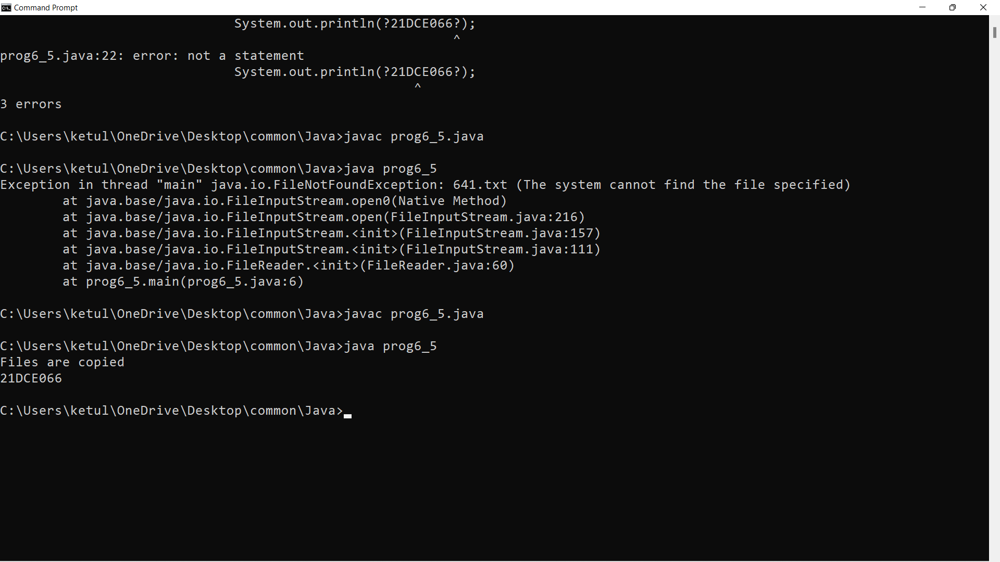 Command Prompt
System.out.println(?21DCE066?);
^
prog6_5.java:22: error: not a statement
System.out.println(?21DCE066?);
^
3 errors
C:\Users\ketul\OneDrive\Desktop\common\Java>javac prog6_5.java
C:\Users\ketul\OneDrive\Desktop\common\Java>java prog6_5
Exception in thread "main" java.io.FileNotFoundException: 641.txt (The system cannot find the file specified)
at java.base/java.io.FileInputStream.open0(Native Method)
at java.base/java.io.FileInputStream.open(FileInputStream.java:216)
at java.base/java.io.FileInputStream.<init>(FileInputStream.java:157)
at java.base/java.io.FileInputStream.<init>(FileInputStream.java:111)
at java.base/java.io.FileReader.<init>(FileReader.java:60)
at prog6_5.main(prog6_5.java:6)
C:\Users\ketul\OneDrive\Desktop\common\Java>javac prog6_5.java
C:\Users\ketul\OneDrive\Desktop\common\Java>java prog6_5
Files are copied
21DCE066
C:\Users\ketul\OneDrive\Desktop\common\Java>